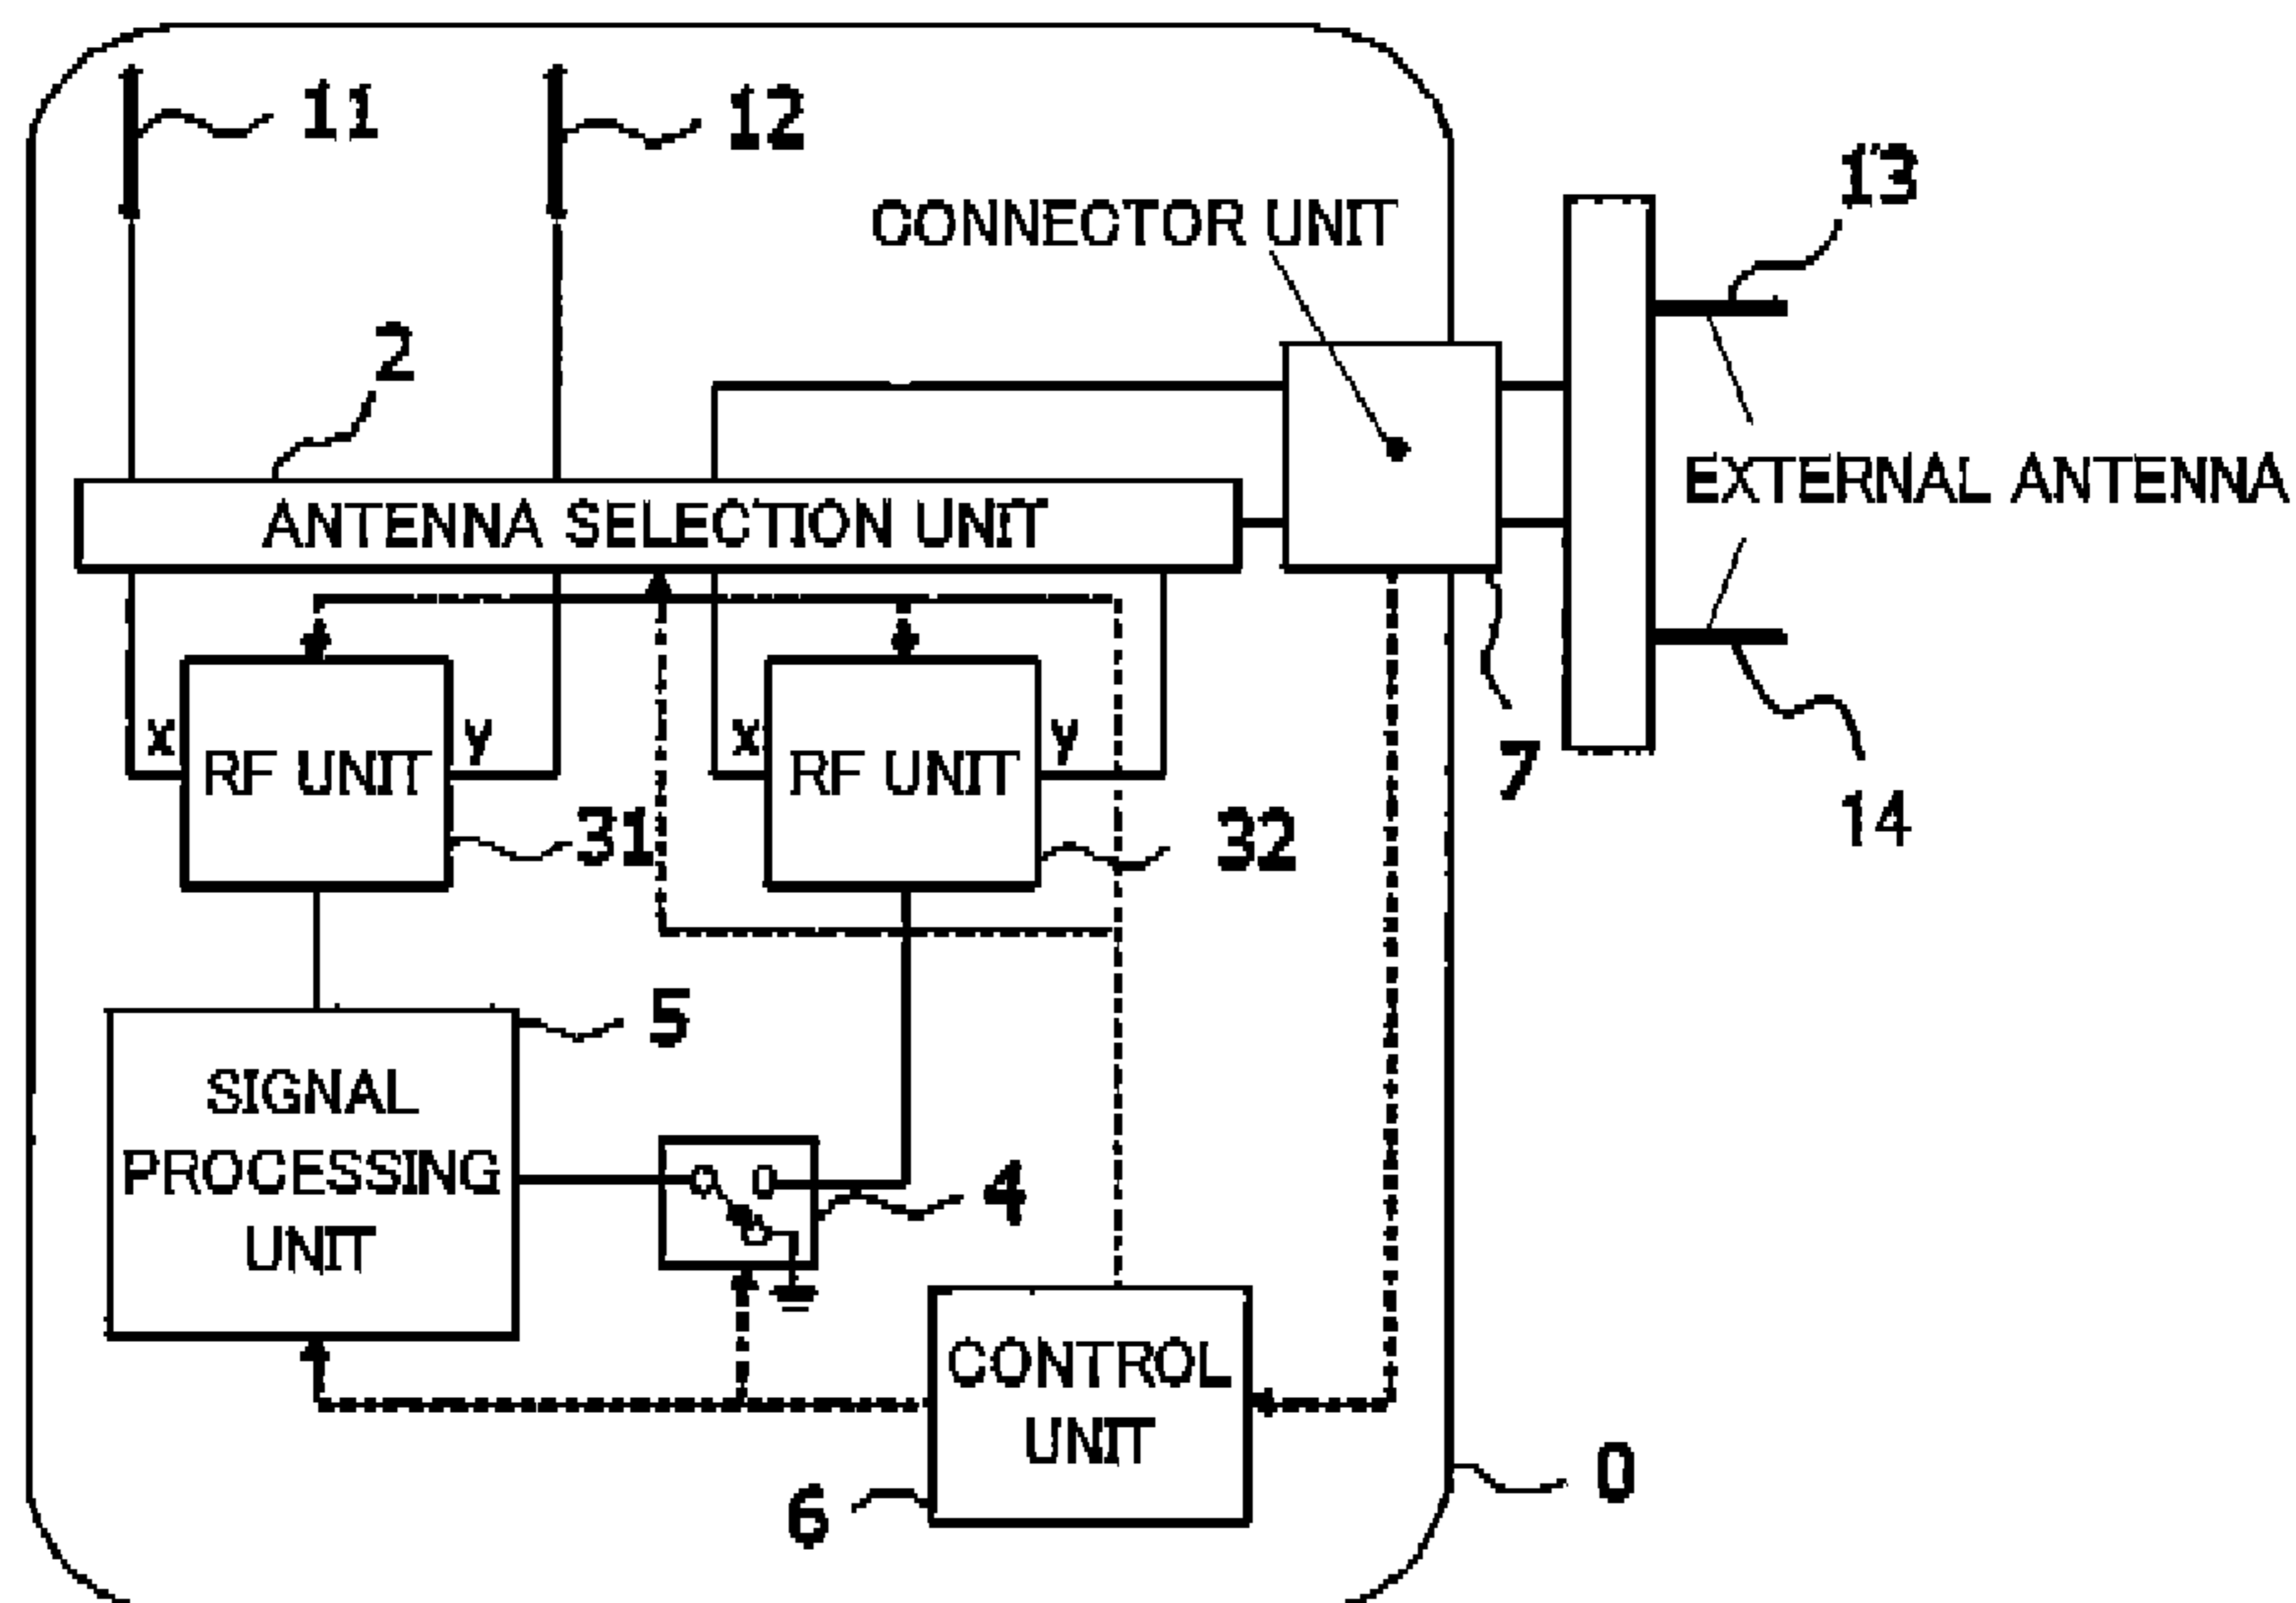 11
12
13
CONNECTOR UNIT
2
EXTERNAL ANTENNA
ANTENNA SELECTION UNIT
x
y
x
y
RF UNIT
RF UNIT
7
31
32
14
5
SIGNAL
PROCESSING
UNIT
4
CONTROL
UNIT
0
6